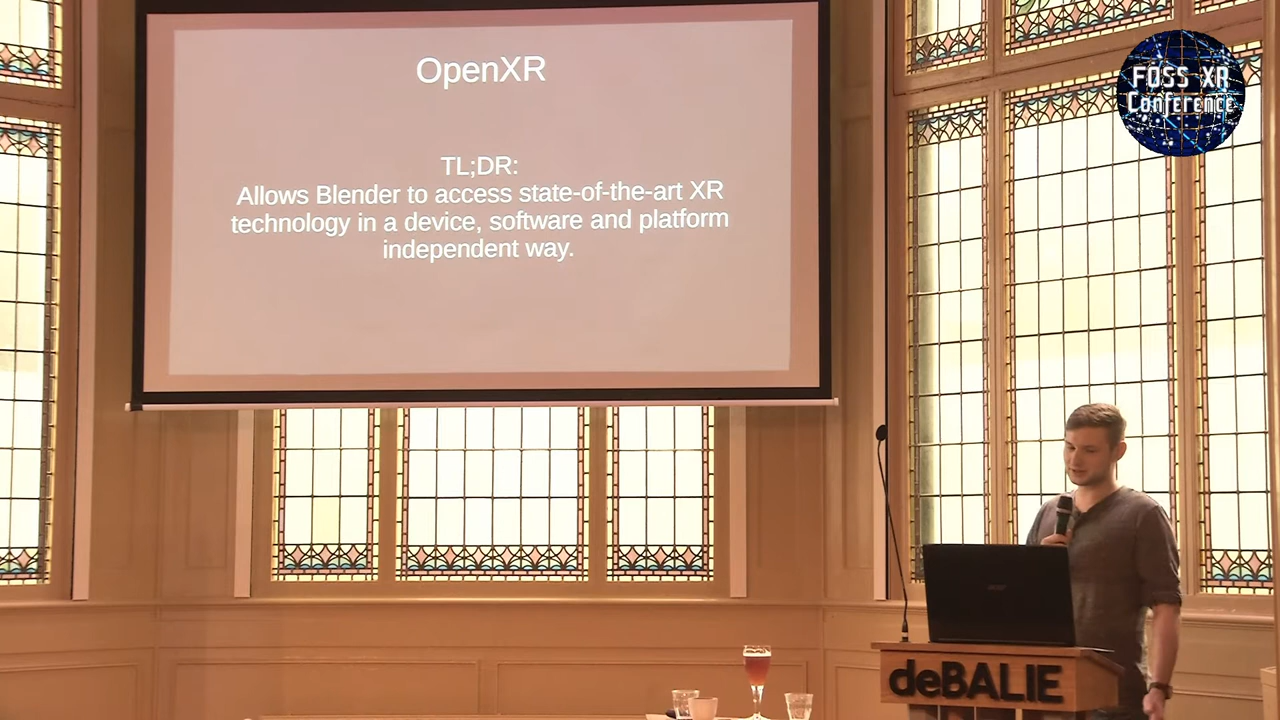 OpenXR
TL;DR:
Allows Blender to access state-of-the-art XR
technology in a device, software and platform
independent way.
FOSS XR
Conference
acer
deBALIE